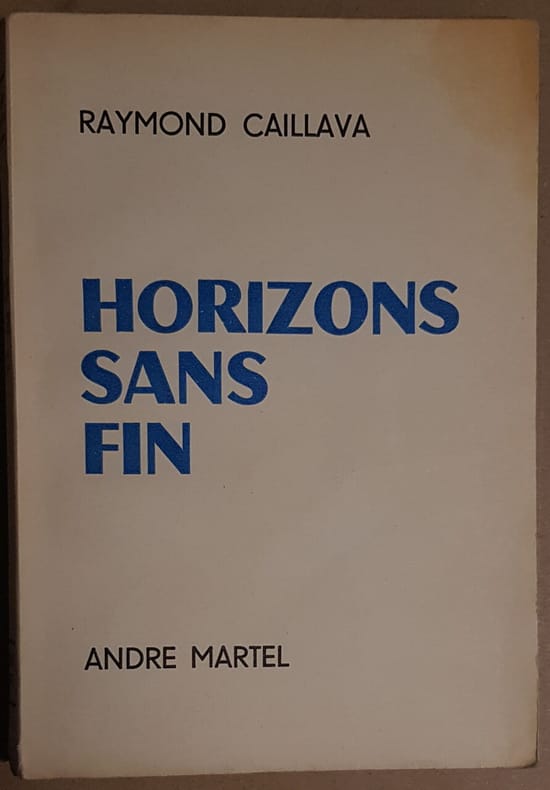 RAYMOND CAILLAVA
HORIZONS
SANS
FIN
ANDRE MARTEL